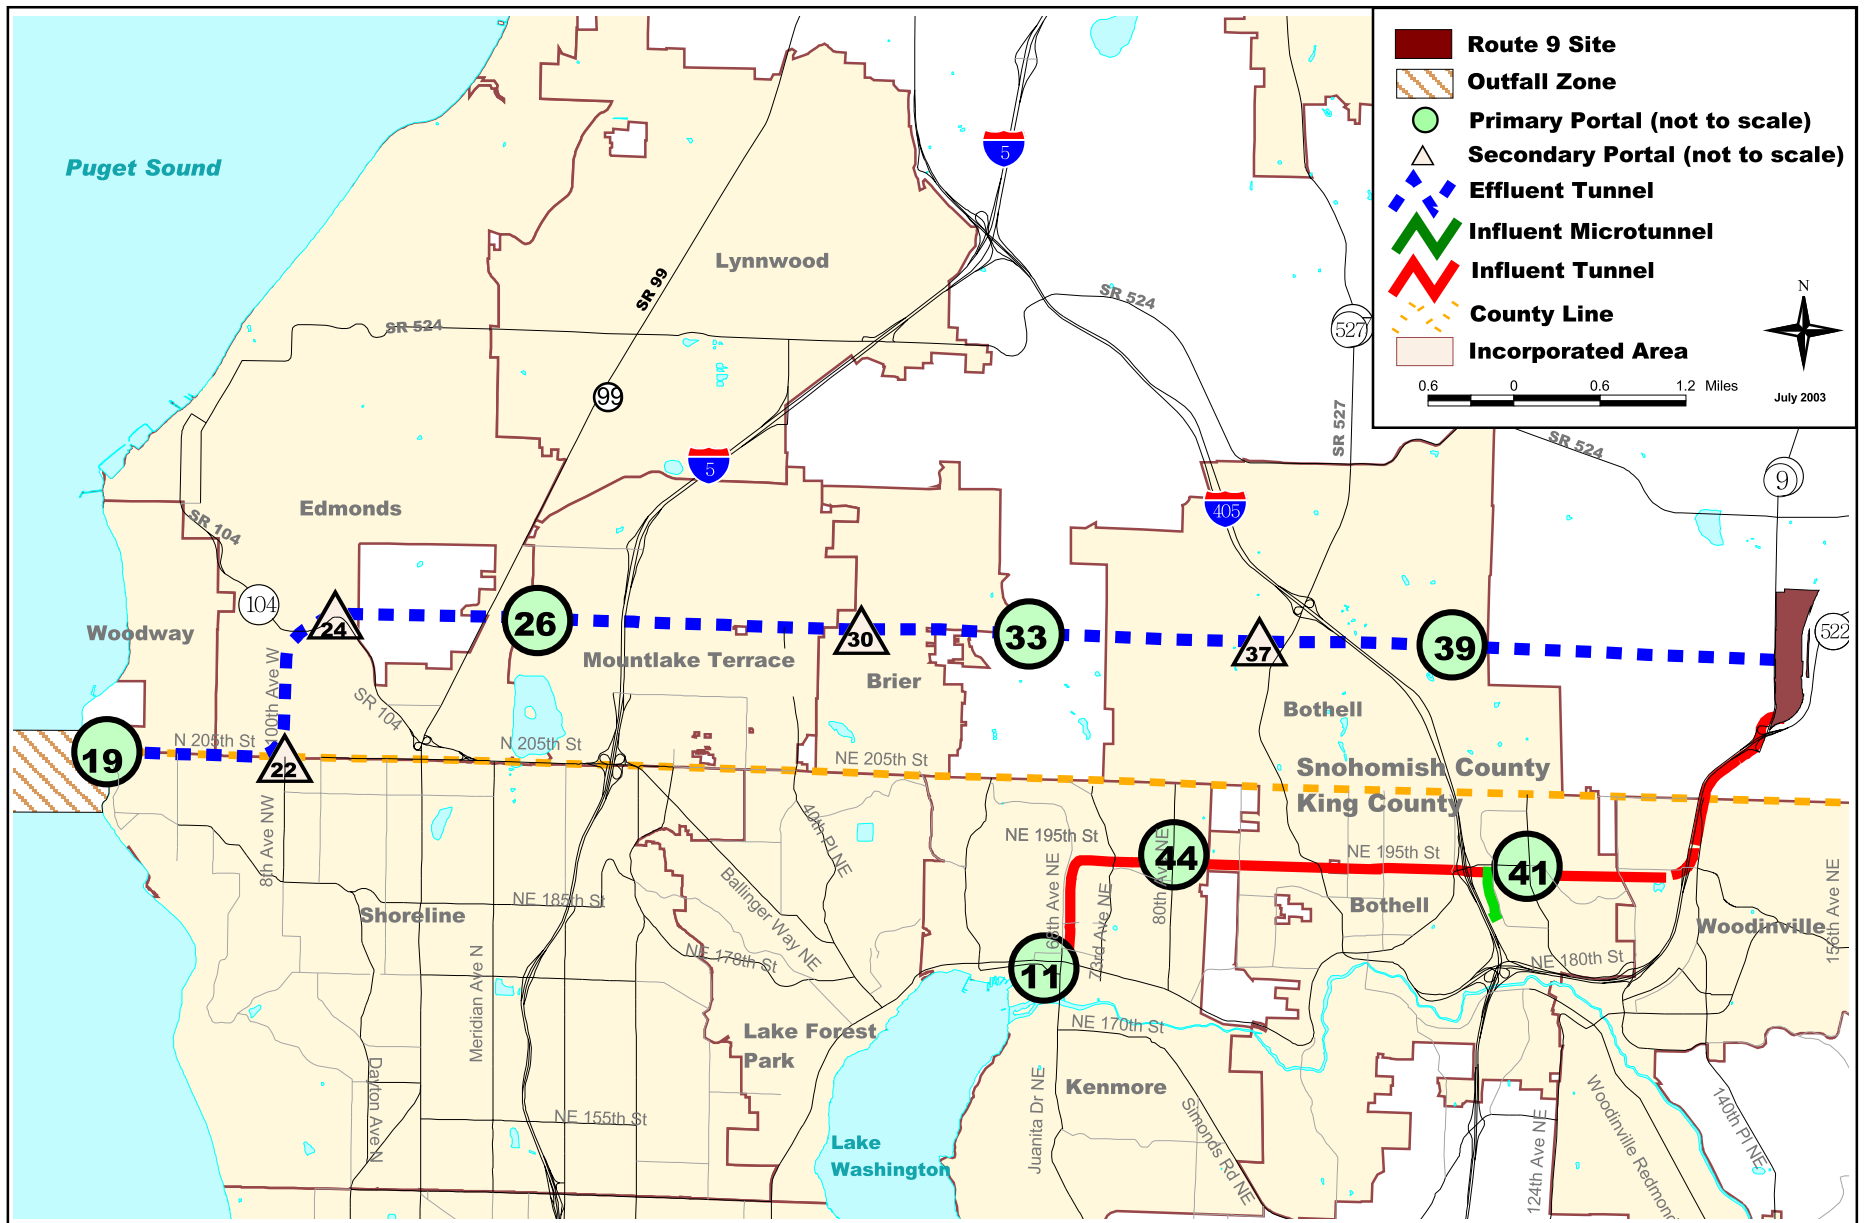 Route 9 Site
Outfall Zone
Primary Portal (not to scale)
Secondary Portal (not to scale)
Effluent Tunnel
Influent Microtunnel
Influent Tunnel
County Line
Incorporated Area
N
0.6 0 0.6 1.2 Miles
July 2003
Puget Sound
5
Lynnwood
SR 99
SR 524
SR 524
527
99
SR 527
SR 524
5
9
405
Edmonds
SR 104
104
24
26
30
33
37
39
522
Woodway
Mountlake Terrace
Brier
Bothell
100th Ave W
SR 104
19
N 205th St
22
N 205th St
NE 205th St
Snohomish County
King County
8th Ave NW
40th Pl NE
NE 195th St
44
NE 195th St
41
68th Ave NE
73rd Ave NE
80th Ave NE
156th Ave NE
NE 185th St
Ballinger Way NE
Shoreline
Bothell
Woodinville
Meridian Ave N
NE 178th St
11
NE 180th St
NE 170th St
Lake Forest
Park
Dayton Ave N
Juanita Dr NE
Kenmore
Simonds Rd NE
NE 155th St
Lake
Washington
124th Ave NE
Woodinville Redmond
140th Pl NE